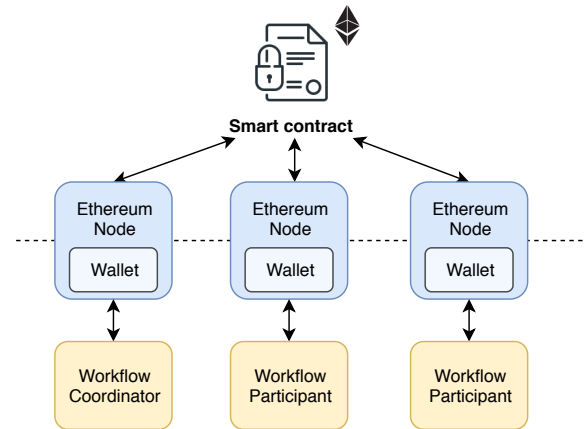 Smart contract
Ethereum
Node
Wallet
Ethereum
Node
Wallet
Ethereum
Node
Wallet
Workflow
Coordinator
Workflow
Participant
Workflow
Participant